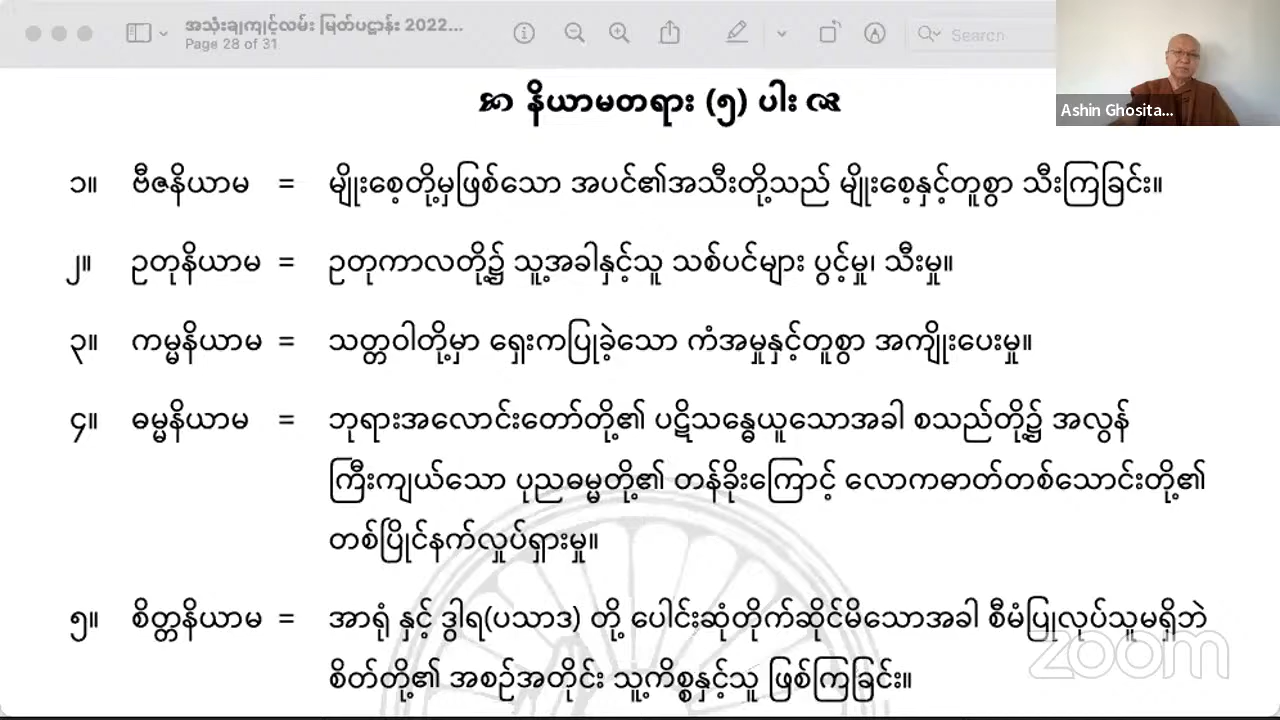 အသုံးချကျင့်လမ်း မြတ်ပဋ္ဌာန်း 2022...
Page 28 of 31
Search
Ashin Ghosita...
နိယာမတရား (၅) ပါး
၁။ ဗီဇနိယာမ = မျိုးစေ့တို့မှဖြစ်သော အပင်၏အသီးတို့သည် မျိုးစေ့နှင့်တူစွာ သီးကြခြင်း။
၂။ ဥတုနိယာမ = ဥတုကာလတို့၌ သူ့အခါနှင့်သူ သစ်ပင်များ ပွင့်မှု၊ သီးမှု။
၃။ ကမ္မနိယာမ = သတ္တဝါတို့မှာ ရှေးကပြုခဲ့သော ကံအမှုနှင့်တူစွာ အကျိုးပေးမှု။
၄။ ဓမ္မနိယာမ = ဘုရားအလောင်းတော်တို့၏ ပဋိသန္ဓေယူသောအခါ စသည်တို့၌ အလွန်
ကြီးကျယ်သော ပုညဓမ္မတို့၏ တန်ခိုးကြောင့် လောကဓာတ်တစ်သောင်းတို့၏
တစ်ပြိုင်နက်လှုပ်ရှားမှု။
၅။ စိတ္တနိယာမ = အာရုံ နှင့် ဒွါရ(ပသာဒ) တို့ ပေါင်းဆုံတိုက်ဆိုင်မိသောအခါ စီမံပြုလုပ်သူမရှိဘဲ
စိတ်တို့၏ အစဉ်အတိုင်း သူ့ကိစ္စနှင့်သူ ဖြစ်ကြခြင်း။
zoom